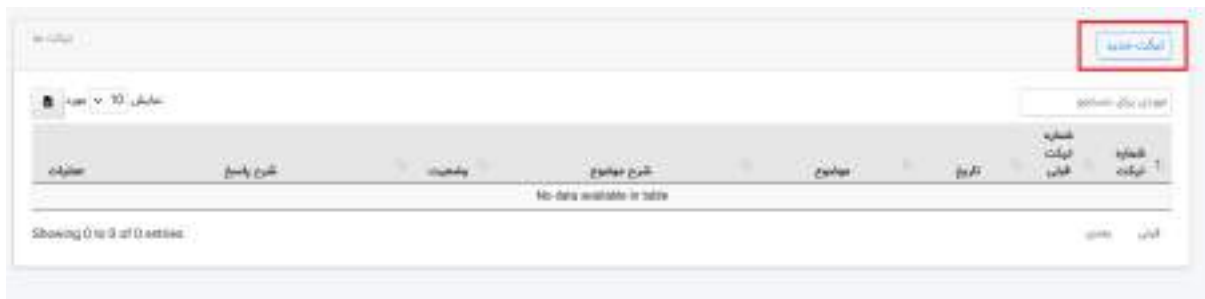 تیکت جدید
تیکت ها
نمایش 10 مورد
موردی برای جستجو
شماره تیکت
شماره تیکت قبلی
تاریخ
موضوع
شرح موضوع
وضعیت
شرح پاسخ
عملیات
No data available in table
Showing 0 to 0 of 0 entries
قبلی
بعدی